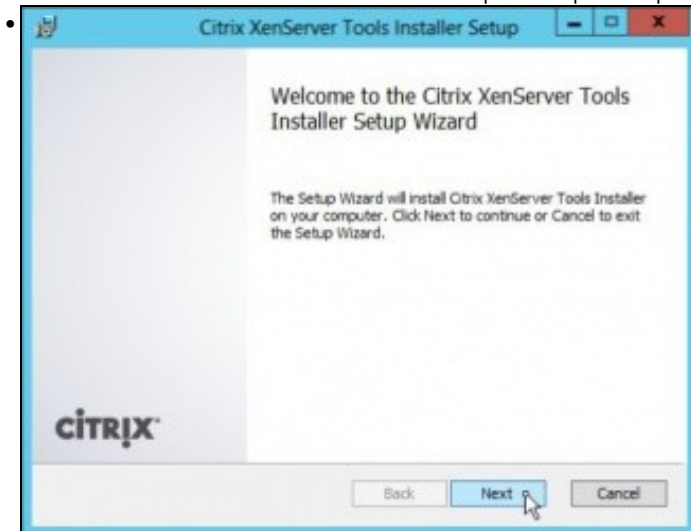 Citrix XenServer Tools Installer Setup
Welcome to the Citrix XenServer Tools
Installer Setup Wizard
The Setup Wizard will install Citrix XenServer Tools Installer
on your computer. Click Next to continue or Cancel to exit
the Setup Wizard.
CİTRİX
Back
Next
Cancel